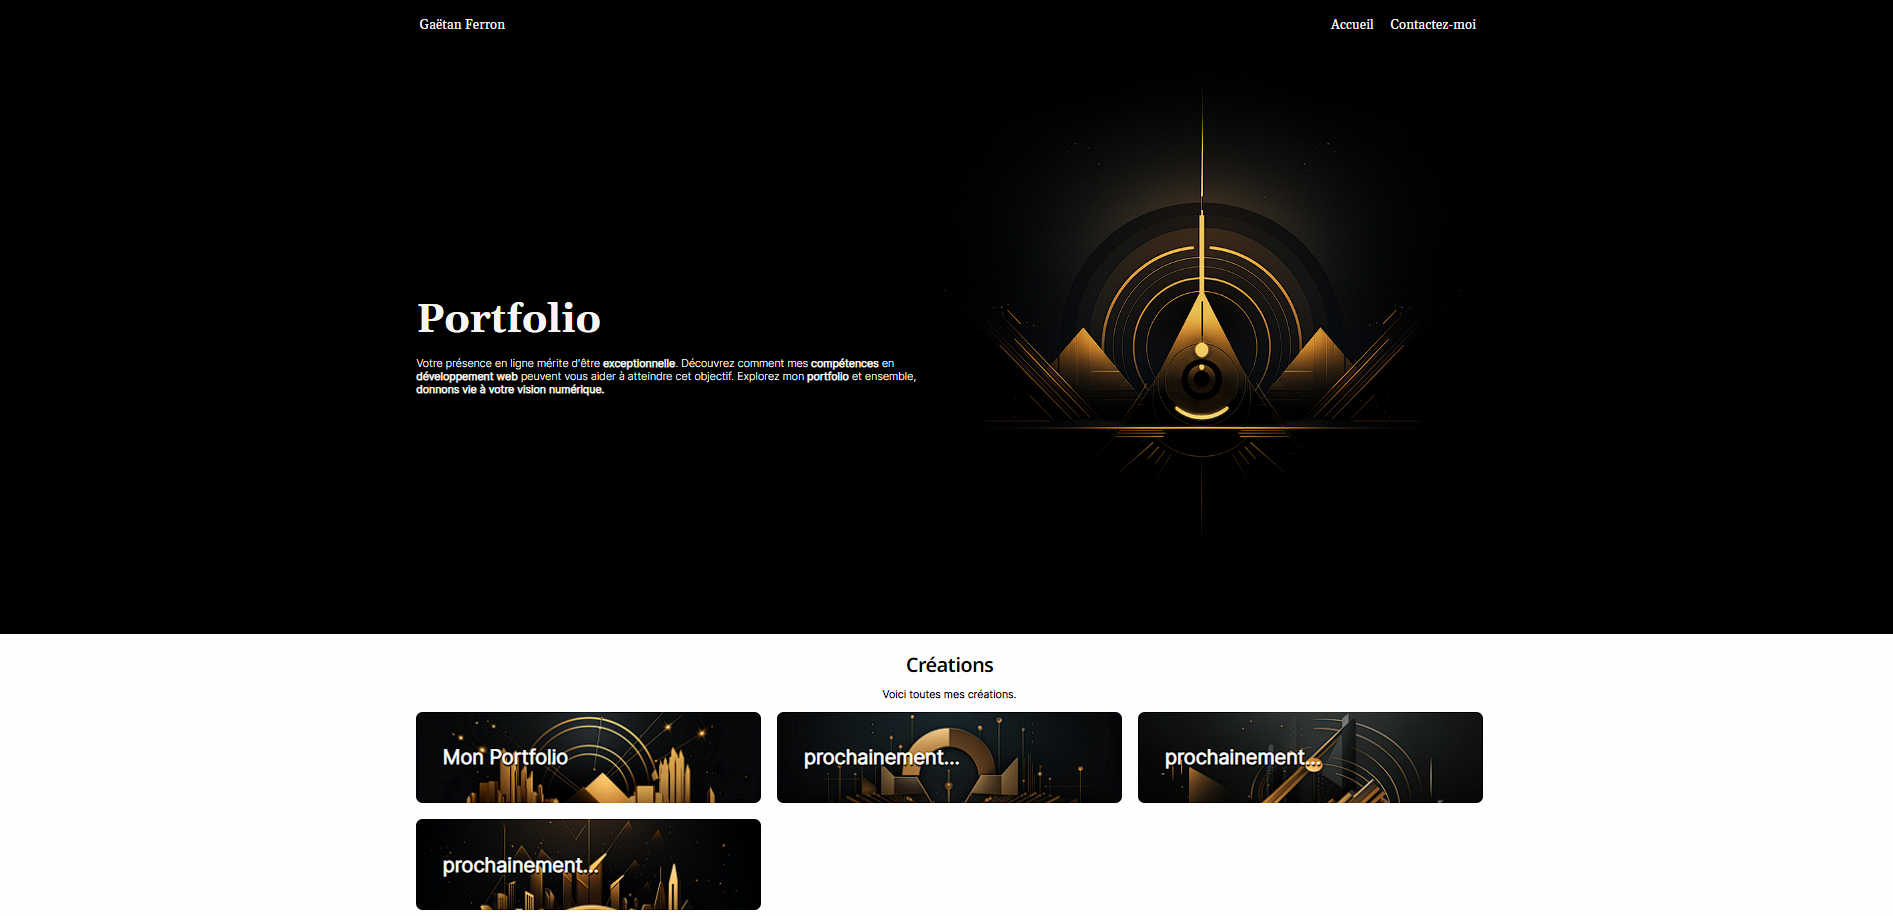 Gaëtan Ferron
Accueil
Contactez-moi
Portfolio
Votre présence en ligne mérite d'être exceptionnelle. Découvrez comment mes compétences en
développement web peuvent vous aider à atteindre cet objectif. Explorez mon portfolio et ensemble,
donnons vie à votre vision numérique.
Créations
Voici toutes mes créations.
Mon Portfolio
prochainement...
prochainement...
prochainement...